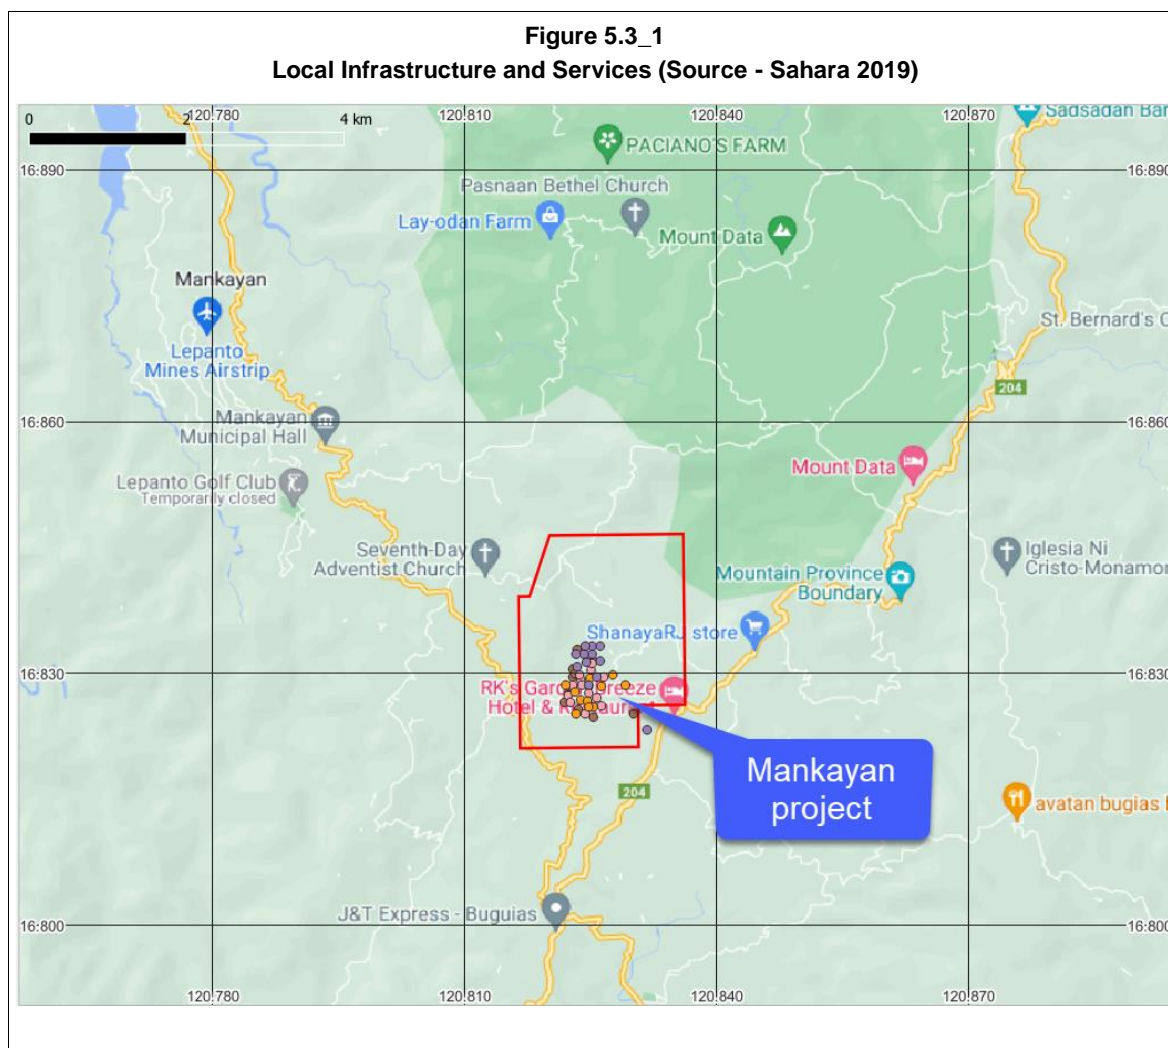 Figure 5.3_1
Local Infrastructure and Services (Source - Sahara 2019)
0 2 4 km
120.780 120.810 120.840 120.870
Sadsadan Bar
PACIANO'S FARM
16:890 16:890
Pasnaan Bethel Church
Lay-odan Farm
Mount Data
Mankayan
St. Bernard's C
Lepanto
Mines Airstrip
204
Mankayan
Municipal Hall
16:860 16:860
Mount Data
Lepanto Golf Club
Temporarily closed
Seventh-Day
Adventist Church
Iglesia Ni
Cristo-Monamon
Mountain Province
Boundary
ShanayaRJ store
16:830 16:830
RK's Garden Breeze
Hotel & Restaurant
Mankayan
project
204
avatan bugias
J&T Express - Buguias
16:800 16:800
120.780 120.810 120.840 120.870